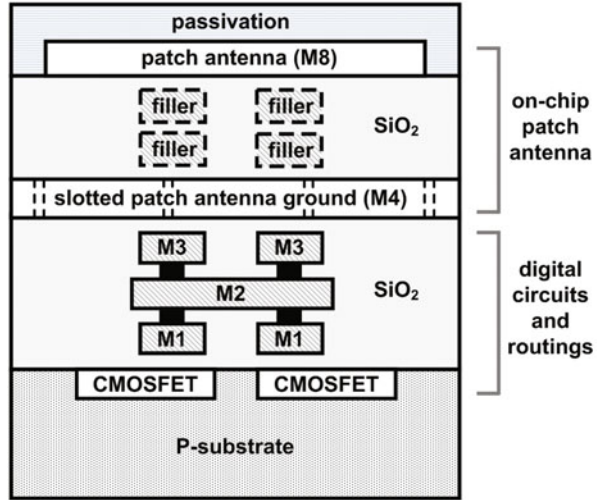 passivation
patch antenna (M8)
filler filler
SiO₂
filler filler
on-chip
patch
antenna
slotted patch antenna ground (M4)
M3 M3
M2
SiO₂
M1 M1
digital
circuits
and
routings
CMOSFET CMOSFET
P-substrate